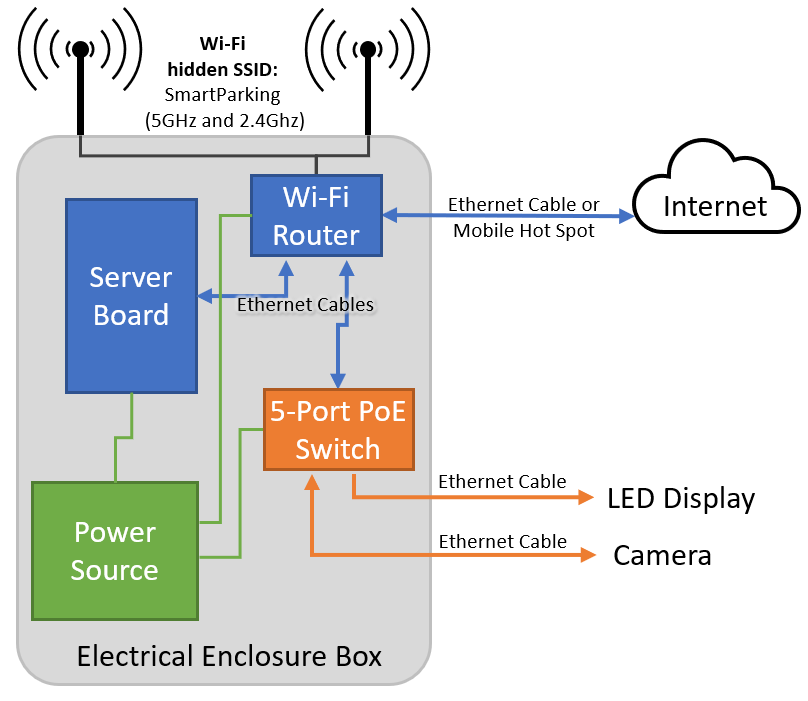 Wi-Fi
hidden SSID:
SmartParking
(5GHz and 2.4Ghz)
Wi-Fi
Router
Ethernet Cable or
Mobile Hot Spot
Internet
Server
Board
Ethernet Cables
5-Port PoE
Switch
Ethernet Cable
LED Display
Power
Source
Ethernet Cable
Camera
Electrical Enclosure Box